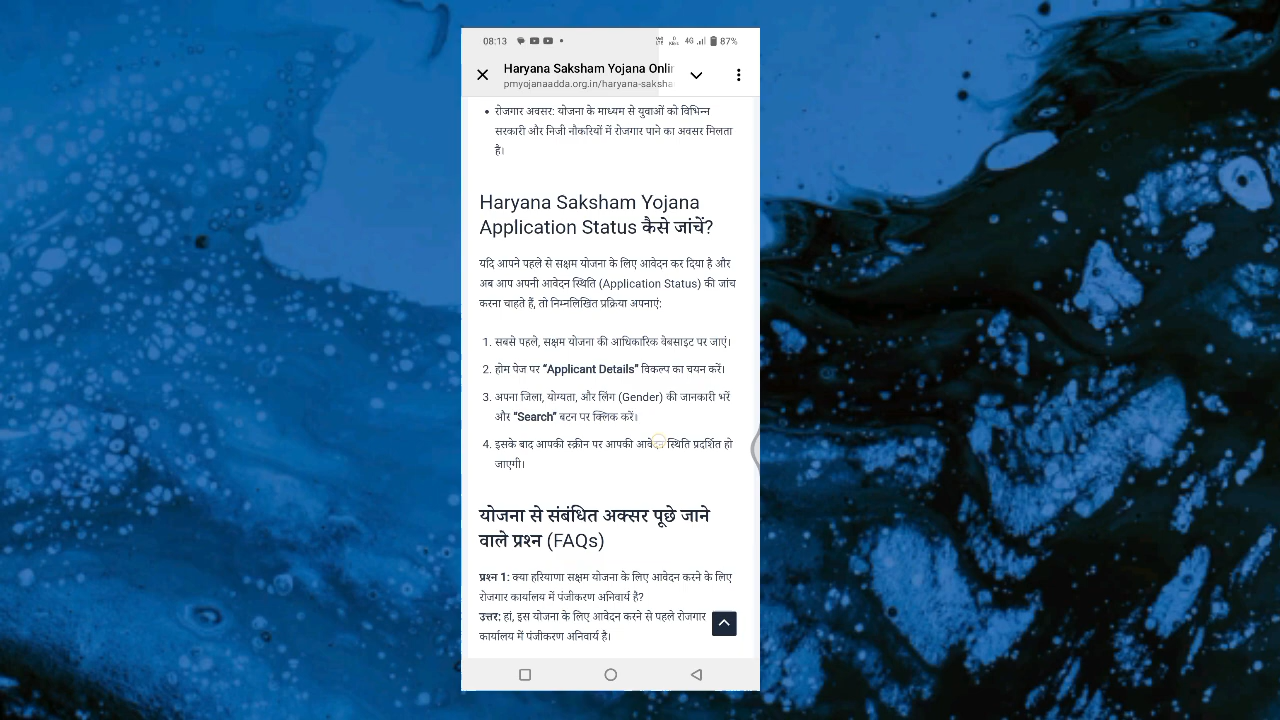 08:13
4G 87%
Haryana Saksham Yojana Onlin
pmyojanaadda.org.in/haryana-saksha
• रोजगार अवसर: योजना के माध्यम से युवाओं को विभिन्न
सरकारी और निजी नौकरियों में रोजगार पाने का अवसर मिलता
है।
Haryana Saksham Yojana
Application Status कैसे जांचें?
यदि आपने पहले से सक्षम योजना के लिए आवेदन कर दिया है और
अब आप अपनी आवेदन स्थिति (Application Status) की जांच
करना चाहते हैं, तो निम्नलिखित प्रक्रिया अपनाएं:
1. सबसे पहले, सक्षम योजना की आधिकारिक वेबसाइट पर जाएं।
2. होम पेज पर “Applicant Details” विकल्प का चयन करें।
3. अपना जिला, योग्यता, और लिंग (Gender) की जानकारी भरें
और “Search” बटन पर क्लिक करें।
4. इसके बाद आपकी स्क्रीन पर आपकी आवेदन स्थिति प्रदर्शित हो
जाएगी।
योजना से संबंधित अक्सर पूछे जाने
वाले प्रश्न (FAQs)
प्रश्न 1: क्या हरियाणा सक्षम योजना के लिए आवेदन करने के लिए
रोजगार कार्यालय में पंजीकरण अनिवार्य है?
उत्तर: हां, इस योजना के लिए आवेदन करने से पहले रोजगार
कार्यालय में पंजीकरण अनिवार्य है।